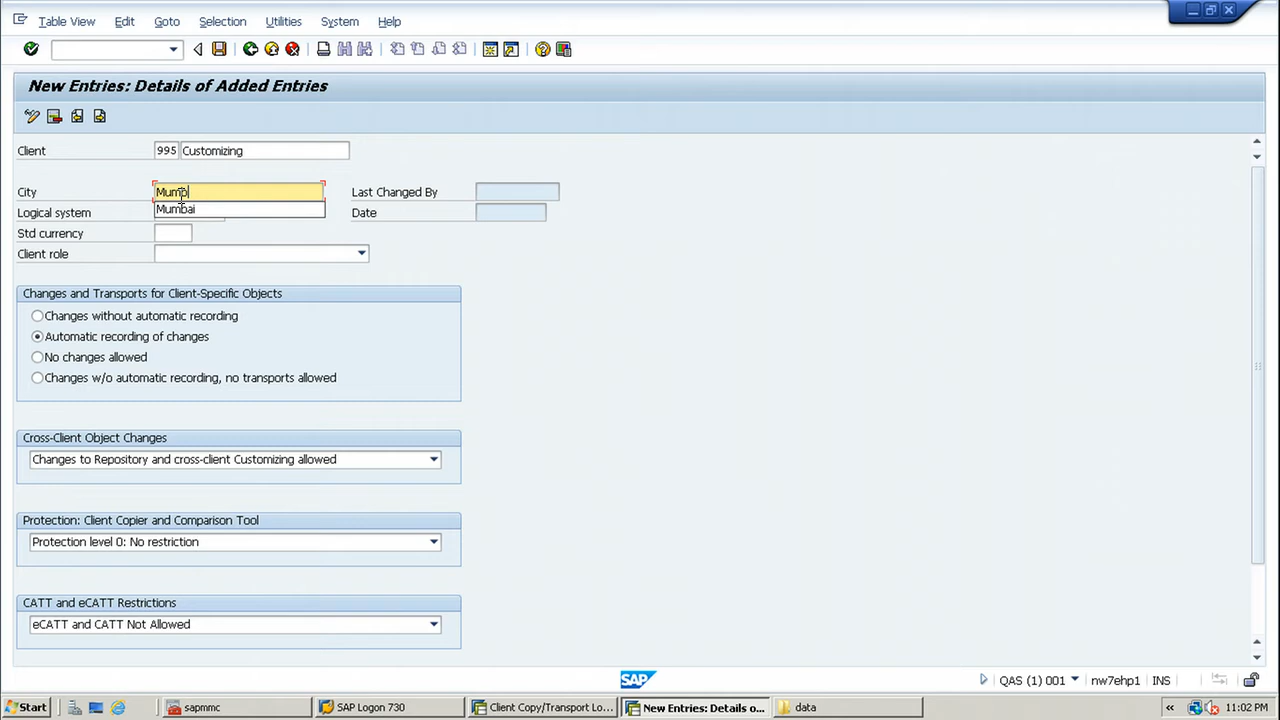 Table View Edit Goto Selection Utilities System Help
New Entries: Details of Added Entries
Client 995 Customizing
City Mump Last Changed By
Mumbai
Logical system Date
Std currency
Client role
Changes and Transports for Client-Specific Objects
Changes without automatic recording
Automatic recording of changes
No changes allowed
Changes w/o automatic recording, no transports allowed
Cross-Client Object Changes
Changes to Repository and cross-client Customizing allowed
Protection: Client Copier and Comparison Tool
Protection level 0: No restriction
CATT and eCATT Restrictions
eCATT and CATT Not Allowed
SAP QAS (1) 001 nw7ehp1 INS
Start sapmmc SAP Logon 730 Client Copy/Transport Lo... New Entries: Details o... data « 11:02 PM